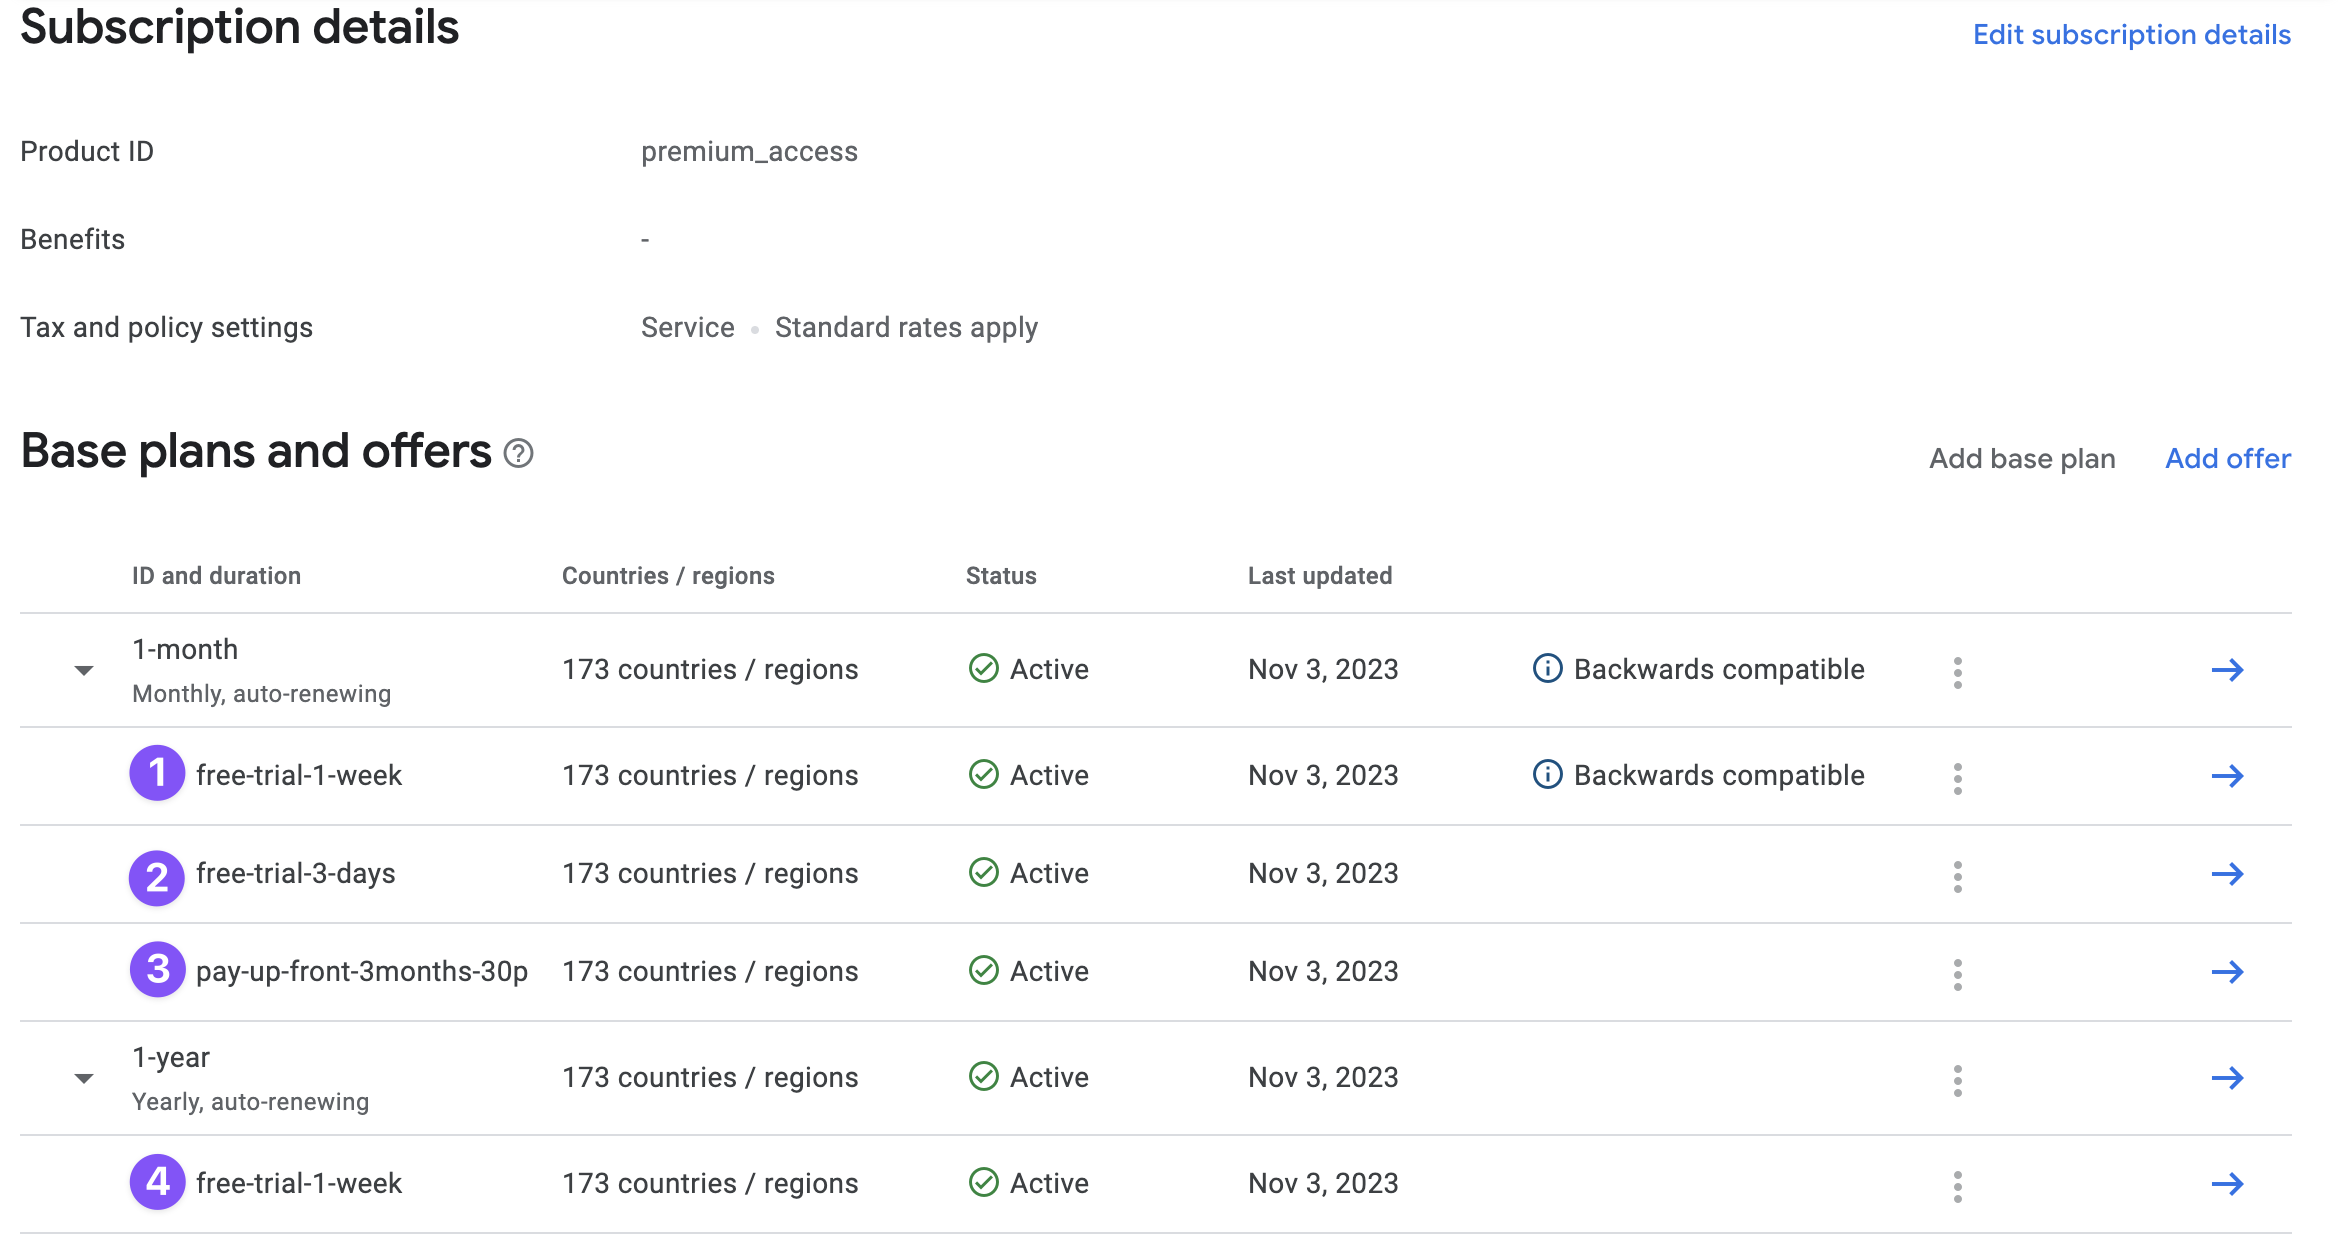 Subscription details
Edit subscription details
Product ID premium_access
Benefits -
Tax and policy settings Service • Standard rates apply
Base plans and offers ?
Add base plan Add offer
ID and duration Countries / regions Status Last updated
1-month
Monthly, auto-renewing
173 countries / regions Active Nov 3, 2023 Backwards compatible
1 free-trial-1-week 173 countries / regions Active Nov 3, 2023 Backwards compatible
2 free-trial-3-days 173 countries / regions Active Nov 3, 2023
3 pay-up-front-3months-30p 173 countries / regions Active Nov 3, 2023
1-year
Yearly, auto-renewing
173 countries / regions Active Nov 3, 2023
4 free-trial-1-week 173 countries / regions Active Nov 3, 2023